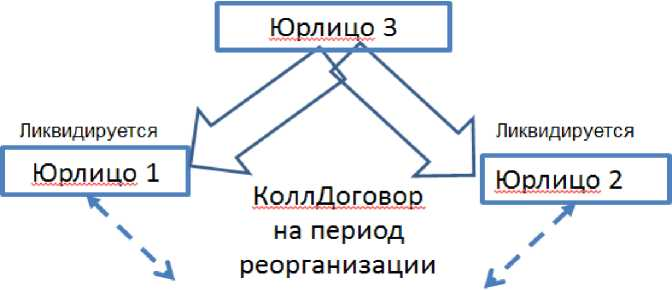 Юрлицо 3
Ликвидируется
Юрлицо 1
Ликвидируется
Юрлицо 2
КоллДоговор
на период
реорганизации